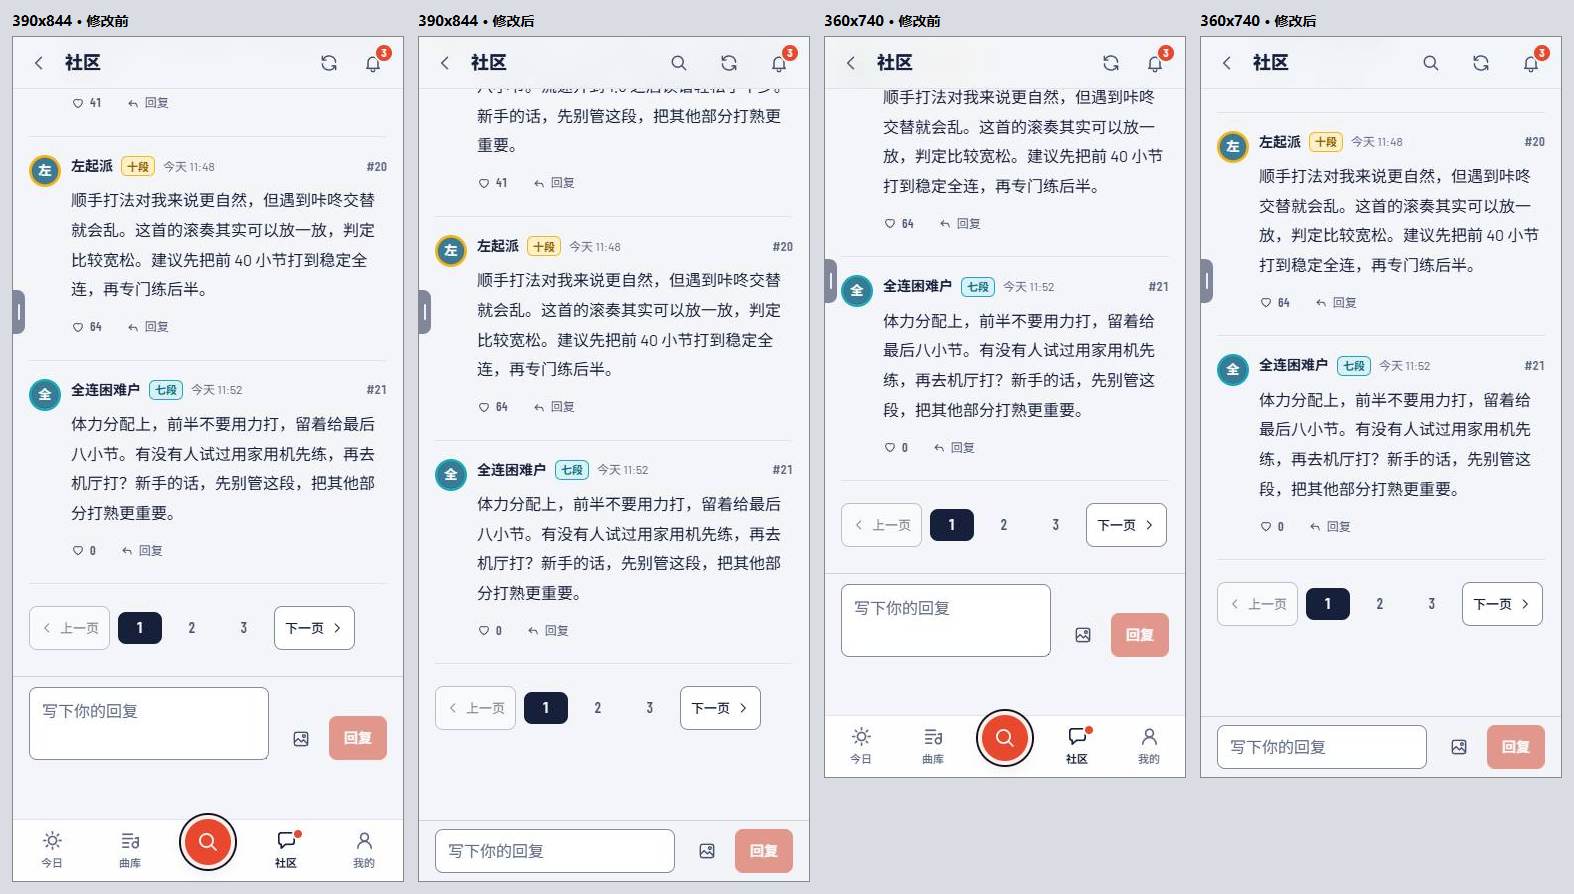 390x844 • 修改前
社区
3
41 回复
左 左起派 十段 今天 11:48 #20
顺手打法对我来说更自然，但遇到咔咚交替
就会乱。这首的滚奏其实可以放一放，判定
比较宽松。建议先把前 40 小节打到稳定全
连，再专门练后半。
64 回复
全 全连困难户 七段 今天 11:52 #21
体力分配上，前半不要用力打，留着给最后
八小节。有没有人试过用家用机先练，再去
机厅打？新手的话，先别管这段，把其他部
分打熟更重要。
0 回复
上一页 1 2 3 下一页
写下你的回复
回复
今日 曲库 社区 我的
390x844 • 修改后
社区
3
新手的话，先别管这段，把其他部分打熟更
重要。
41 回复
左 左起派 十段 今天 11:48 #20
顺手打法对我来说更自然，但遇到咔咚交替
就会乱。这首的滚奏其实可以放一放，判定
比较宽松。建议先把前 40 小节打到稳定全
连，再专门练后半。
64 回复
全 全连困难户 七段 今天 11:52 #21
体力分配上，前半不要用力打，留着给最后
八小节。有没有人试过用家用机先练，再去
机厅打？新手的话，先别管这段，把其他部
分打熟更重要。
0 回复
上一页 1 2 3 下一页
写下你的回复 回复
360x740 • 修改前
社区
3
顺手打法对我来说更自然，但遇到咔咚
交替就会乱。这首的滚奏其实可以放一
放，判定比较宽松。建议先把前 40 小节
打到稳定全连，再专门练后半。
64 回复
全 全连困难户 七段 今天 11:52 #21
体力分配上，前半不要用力打，留着给
最后八小节。有没有人试过用家用机先
练，再去机厅打？新手的话，先别管这
段，把其他部分打熟更重要。
0 回复
上一页 1 2 3 下一页
写下你的回复
回复
今日 曲库 社区 我的
360x740 • 修改后
社区
3
左 左起派 十段 今天 11:48 #20
顺手打法对我来说更自然，但遇到咔咚
交替就会乱。这首的滚奏其实可以放一
放，判定比较宽松。建议先把前 40 小节
打到稳定全连，再专门练后半。
64 回复
全 全连困难户 七段 今天 11:52 #21
体力分配上，前半不要用力打，留着给
最后八小节。有没有人试过用家用机先
练，再去机厅打？新手的话，先别管这
段，把其他部分打熟更重要。
0 回复
上一页 1 2 3 下一页
写下你的回复 回复